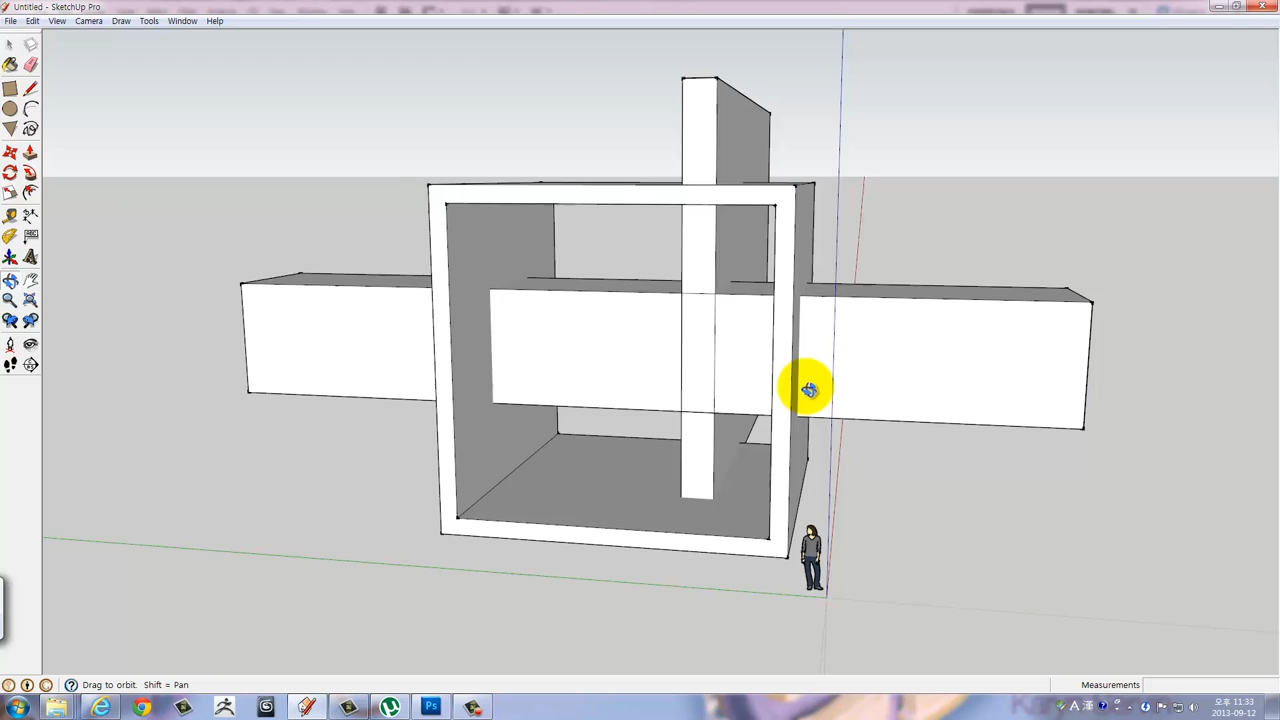 Untitled - SketchUp Pro
File Edit View Camera Draw Tools Window Help
Drag to orbit. Shift = Pan
Measurements
A 漢
오후 11:33
2013-09-12